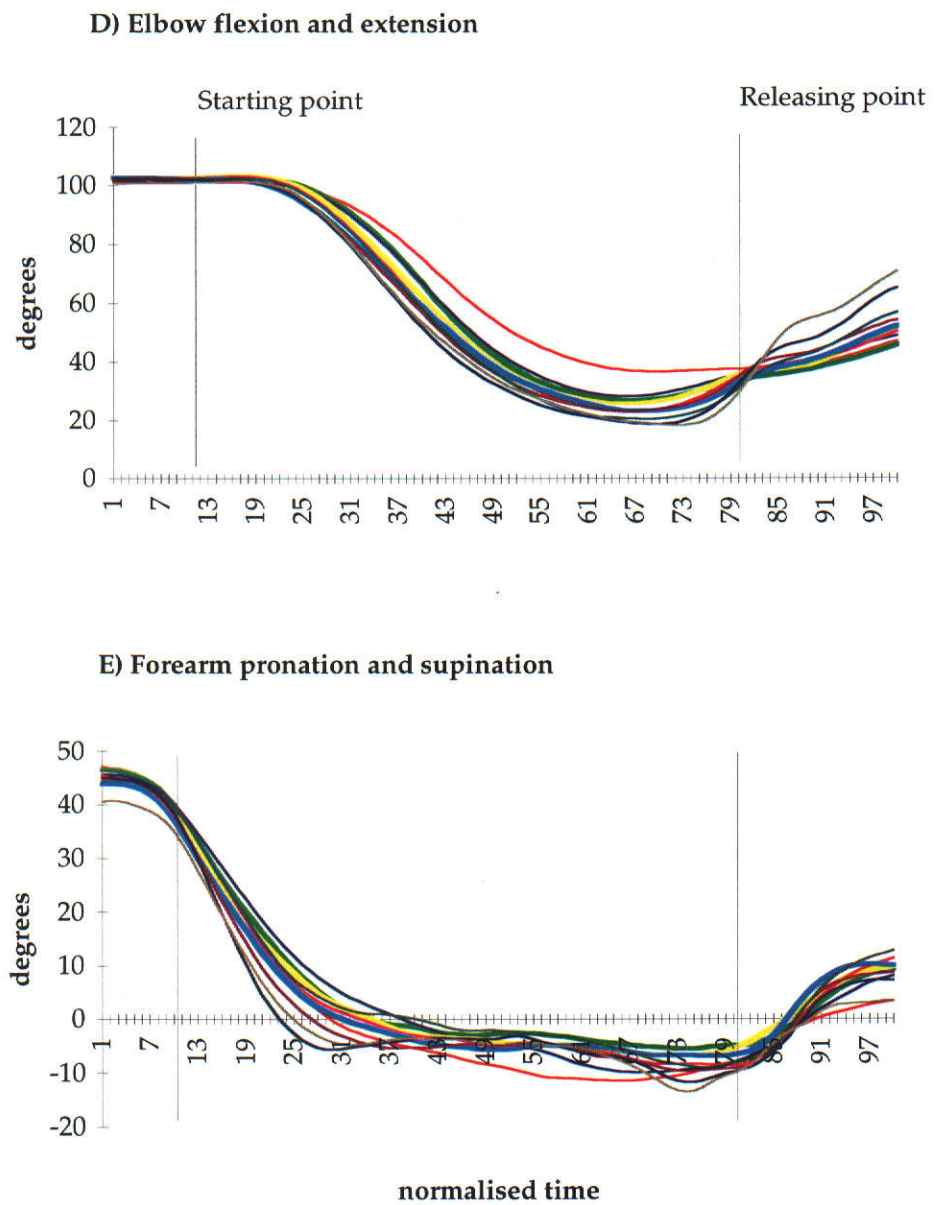 D) Elbow flexion and extension
Starting point
Releasing point
degrees
120
100
80
60
40
20
0
1 7 13 19 25 31 37 43 49 55 61 67 73 79 85 91 97
E) Forearm pronation and supination
degrees
50
40
30
20
10
0
-10
-20
1 7 13 19 25 31 37 43 49 55 61 67 73 79 85 91 97
normalised time